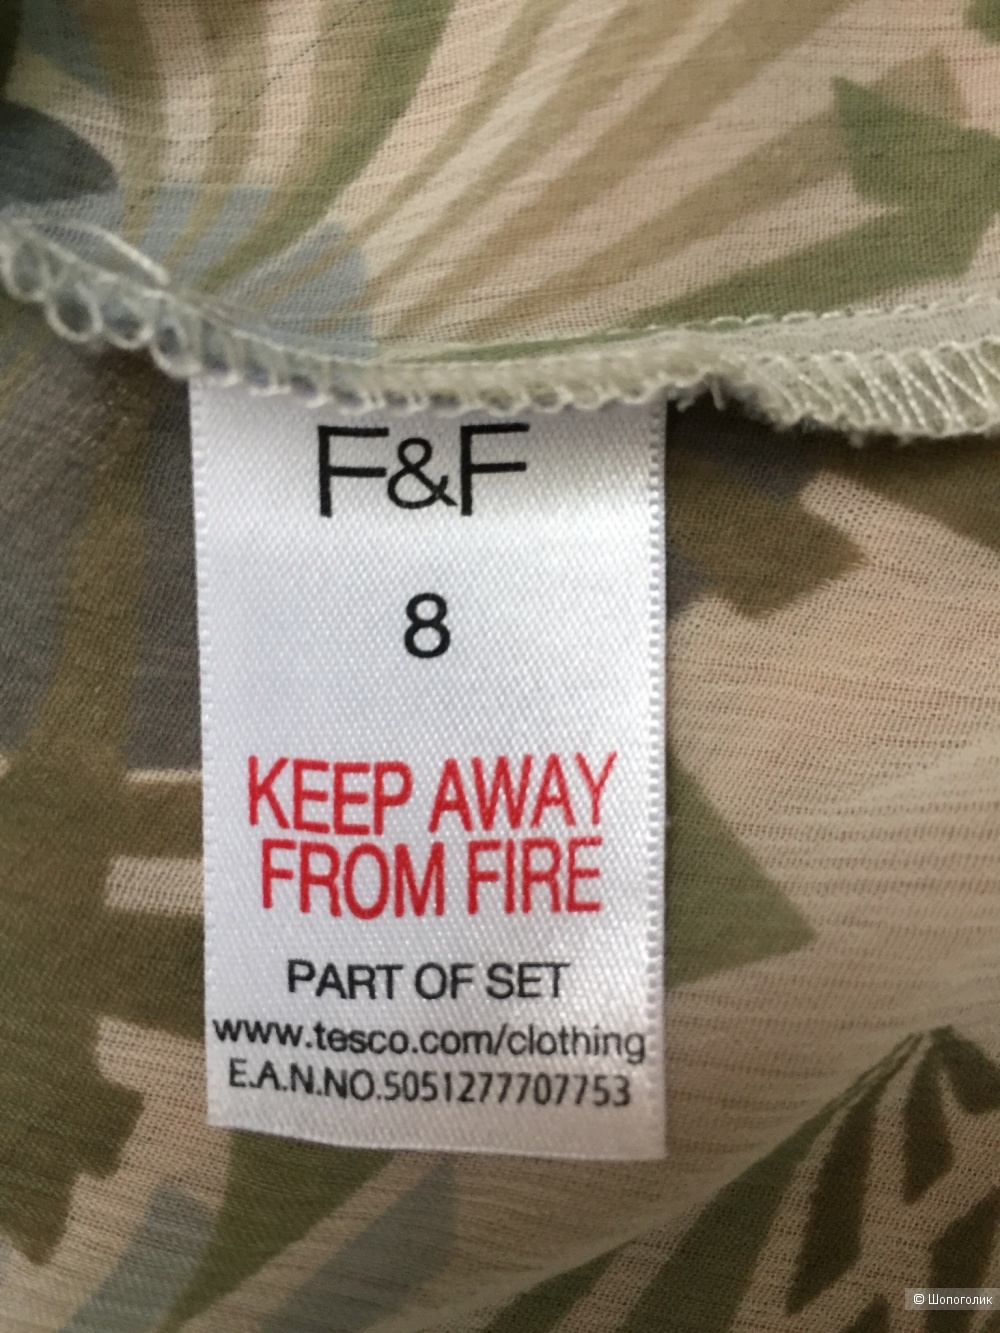 F&F
8
KEEP AWAY
FROM FIRE
PART OF SET
www.tesco.com/clothing
E.A.N.NO.5051277707753
© Шопоголик